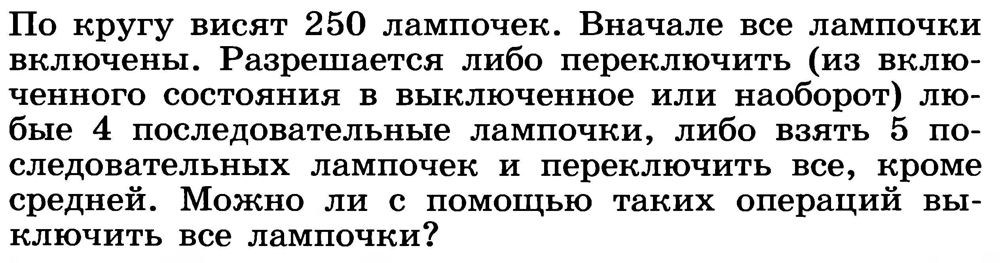 По кругу висят 250 лампочек. Вначале все лампочки
включены. Разрешается либо переключить (из вклю-
ченного состояния в выключенное или наоборот) лю-
бые 4 последовательные лампочки, либо взять 5 по-
следовательных лампочек и переключить все, кроме
средней. Можно ли с помощью таких операций вы-
ключить все лампочки?